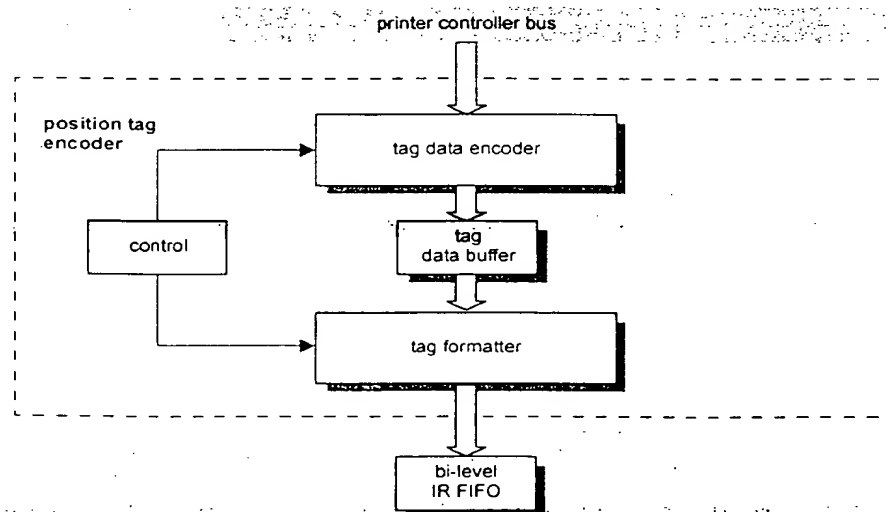 printer controller bus
position tag
encoder
tag data encoder
control
tag
data buffer
tag formatter
bi-level
IR FIFO